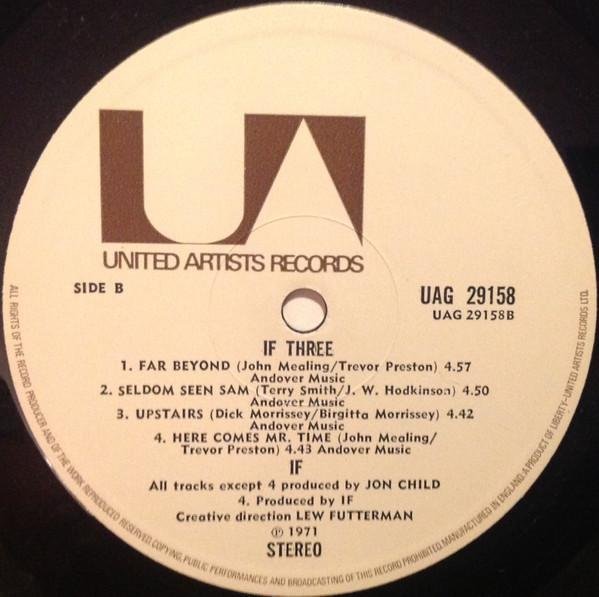 UA
UNITED ARTISTS RECORDS
SIDE B
UAG 29158
UAG 29158B
IF THREE
1. FAR BEYOND (John Mealing/Trevor Preston) 4.57
Andover Music
2. SELDOM SEEN SAM (Terry Smith/J. W. Hodkinson) 4.50
Andover Music
3. UPSTAIRS (Dick Morrissey/Birgitta Morrissey) 4.42
Andover Music
4. HERE COMES MR. TIME (John Mealing/
Trevor Preston) 4.43 Andover Music
IF
All tracks except 4 produced by JON CHILD
4. Produced by IF
Creative direction LEW FUTTERMAN
℗ 1971
STEREO
ALL RIGHTS OF THE RECORD PRODUCER AND OF THE WORK REPRODUCED RESERVED. COPYING, PUBLIC PERFORMANCES AND BROADCASTING OF THIS RECORD PROHIBITED. MANUFACTURED IN ENGLAND. A PRODUCT OF LIBERTY-UNITED ARTISTS RECORDS LTD.